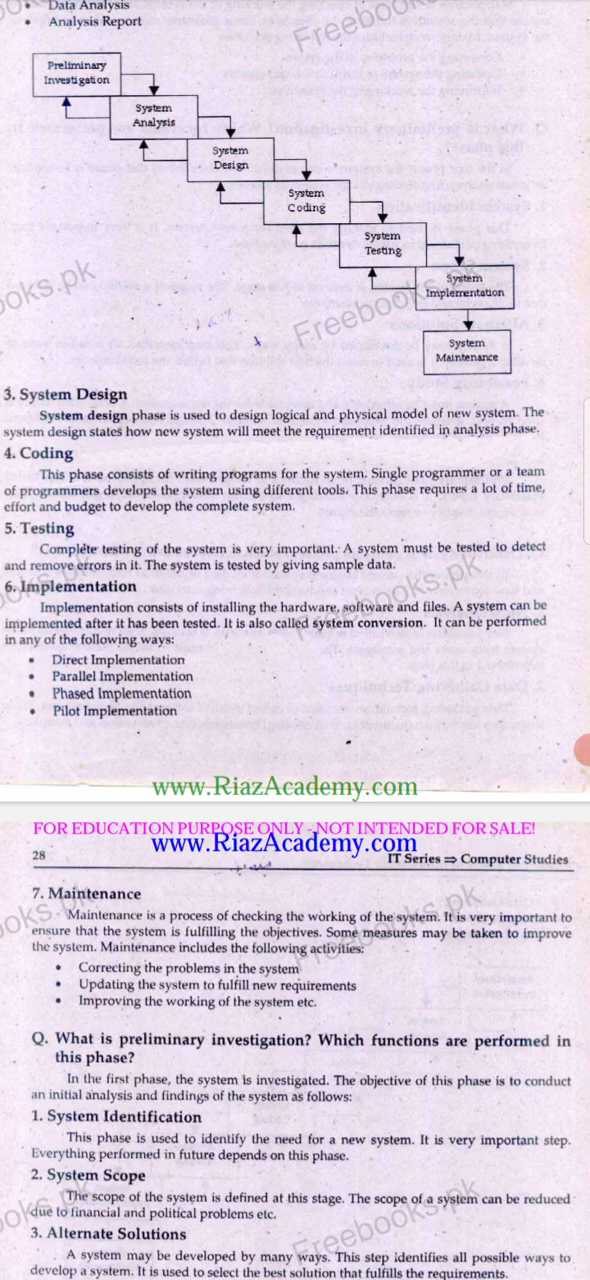 • Data Analysis
• Analysis Report
Freebooks.pk
Preliminary
Investigation
System
Analysis
System
Design
System
Coding
System
Testing
ooks.pk
System
Implementation
Freebooks.pk
System
Maintenance
3. System Design
System design phase is used to design logical and physical model of new system. The
system design states how new system will meet the requirement identified in analysis phase.
4. Coding
This phase consists of writing programs for the system. Single programmer or a team
of programmers develops the system using different tools. This phase requires a lot of time,
effort and budget to develop the complete system.
5. Testing
Complete testing of the system is very important. A system must be tested to detect
and remove errors in it. The system is tested by giving sample data.
ooks.pk
Freebooks.pk
6. Implementation
Implementation consists of installing the hardware, software and files. A system can be
implemented after it has been tested. It is also called system conversion. It can be performed
in any of the following ways:
• Direct Implementation
• Parallel Implementation
• Phased Implementation
• Pilot Implementation
www.RiazAcademy.com
FOR EDUCATION PURPOSE ONLY - NOT INTENDED FOR SALE!
www.RiazAcademy.com
28
IT Series ⇒ Computer Studies
7. Maintenance
ooks.pk
Freebooks.pk
Maintenance is a process of checking the working of the system. It is very important to
ensure that the system is fulfilling the objectives. Some measures may be taken to improve
the system. Maintenance includes the following activities:
• Correcting the problems in the system
• Updating the system to fulfill new requirements
• Improving the working of the system etc.
Q. What is preliminary investigation? Which functions are performed in
this phase?
In the first phase, the system is investigated. The objective of this phase is to conduct
an initial analysis and findings of the system as follows:
1. System Identification
This phase is used to identify the need for a new system. It is very important step.
Everything performed in future depends on this phase.
2. System Scope
ooks.pk
Freebooks.pk
The scope of the system is defined at this stage. The scope of a system can be reduced
due to financial and political problems etc.
3. Alternate Solutions
A system may be developed by many ways. This step identifies all possible ways to
develop a system. It is used to select the best solution that fulfills the requirements.